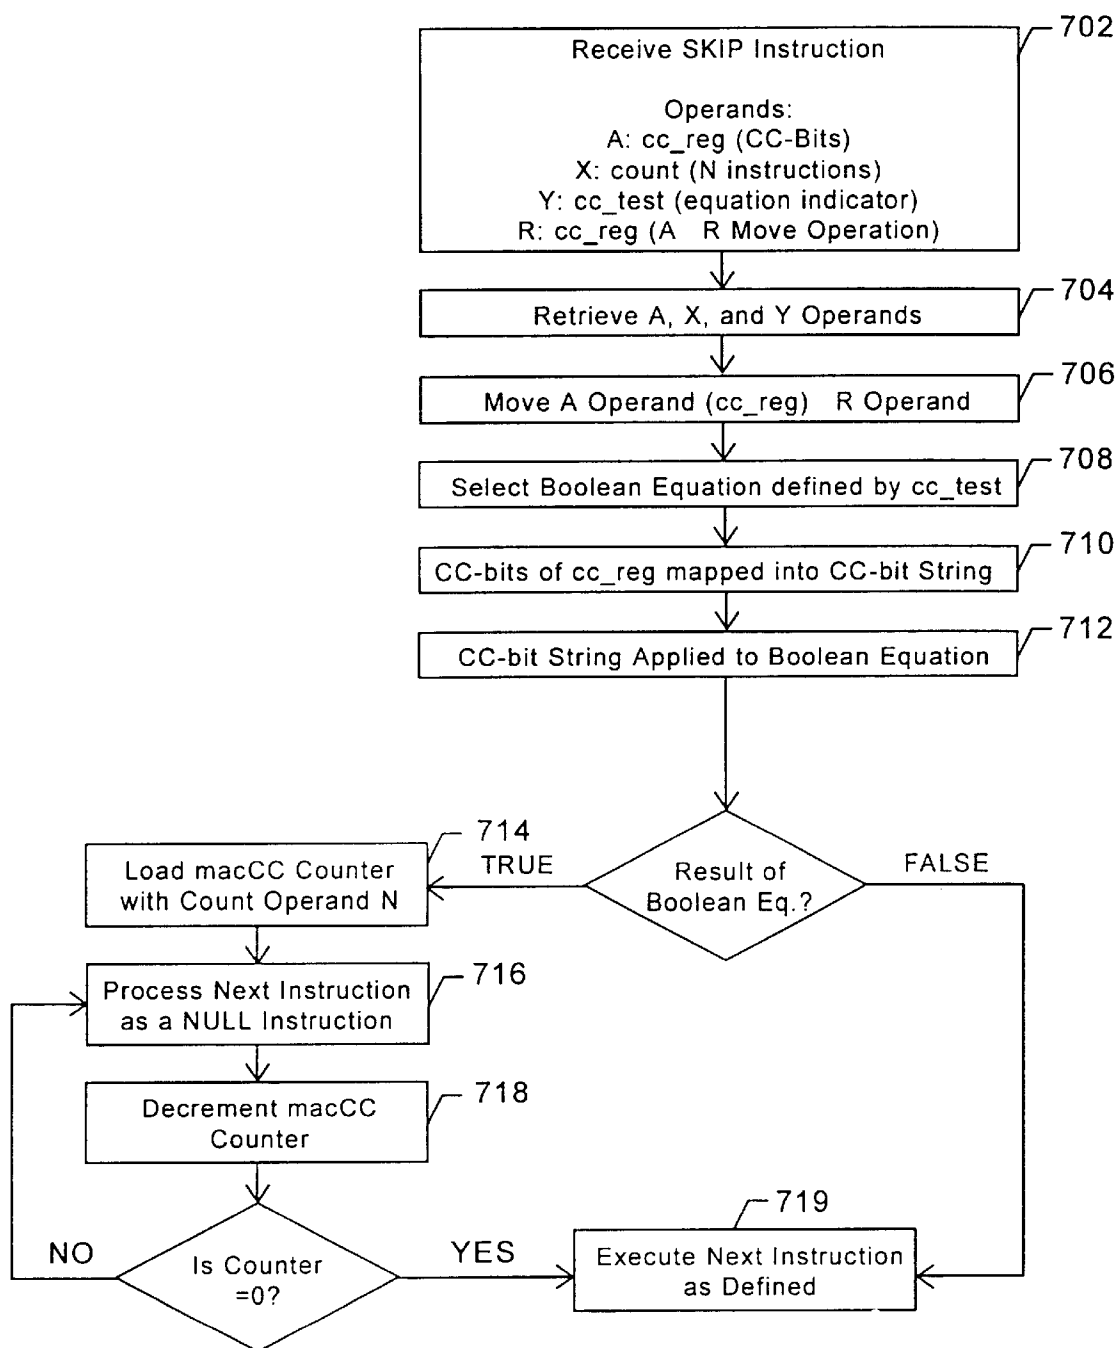 702
Receive SKIP Instruction
Operands:
A: cc_reg (CC-Bits)
X: count (N instructions)
Y: cc_test (equation indicator)
R: cc_reg (A R Move Operation)
704
Retrieve A, X, and Y Operands
706
Move A Operand (cc_reg) R Operand
708
Select Boolean Equation defined by cc_test
710
CC-bits of cc_reg mapped into CC-bit String
712
CC-bit String Applied to Boolean Equation
Result of
Boolean Eq.?
TRUE
FALSE
714
Load macCC Counter
with Count Operand N
716
Process Next Instruction
as a NULL Instruction
718
Decrement macCC
Counter
Is Counter
=0?
NO
YES
719
Execute Next Instruction
as Defined